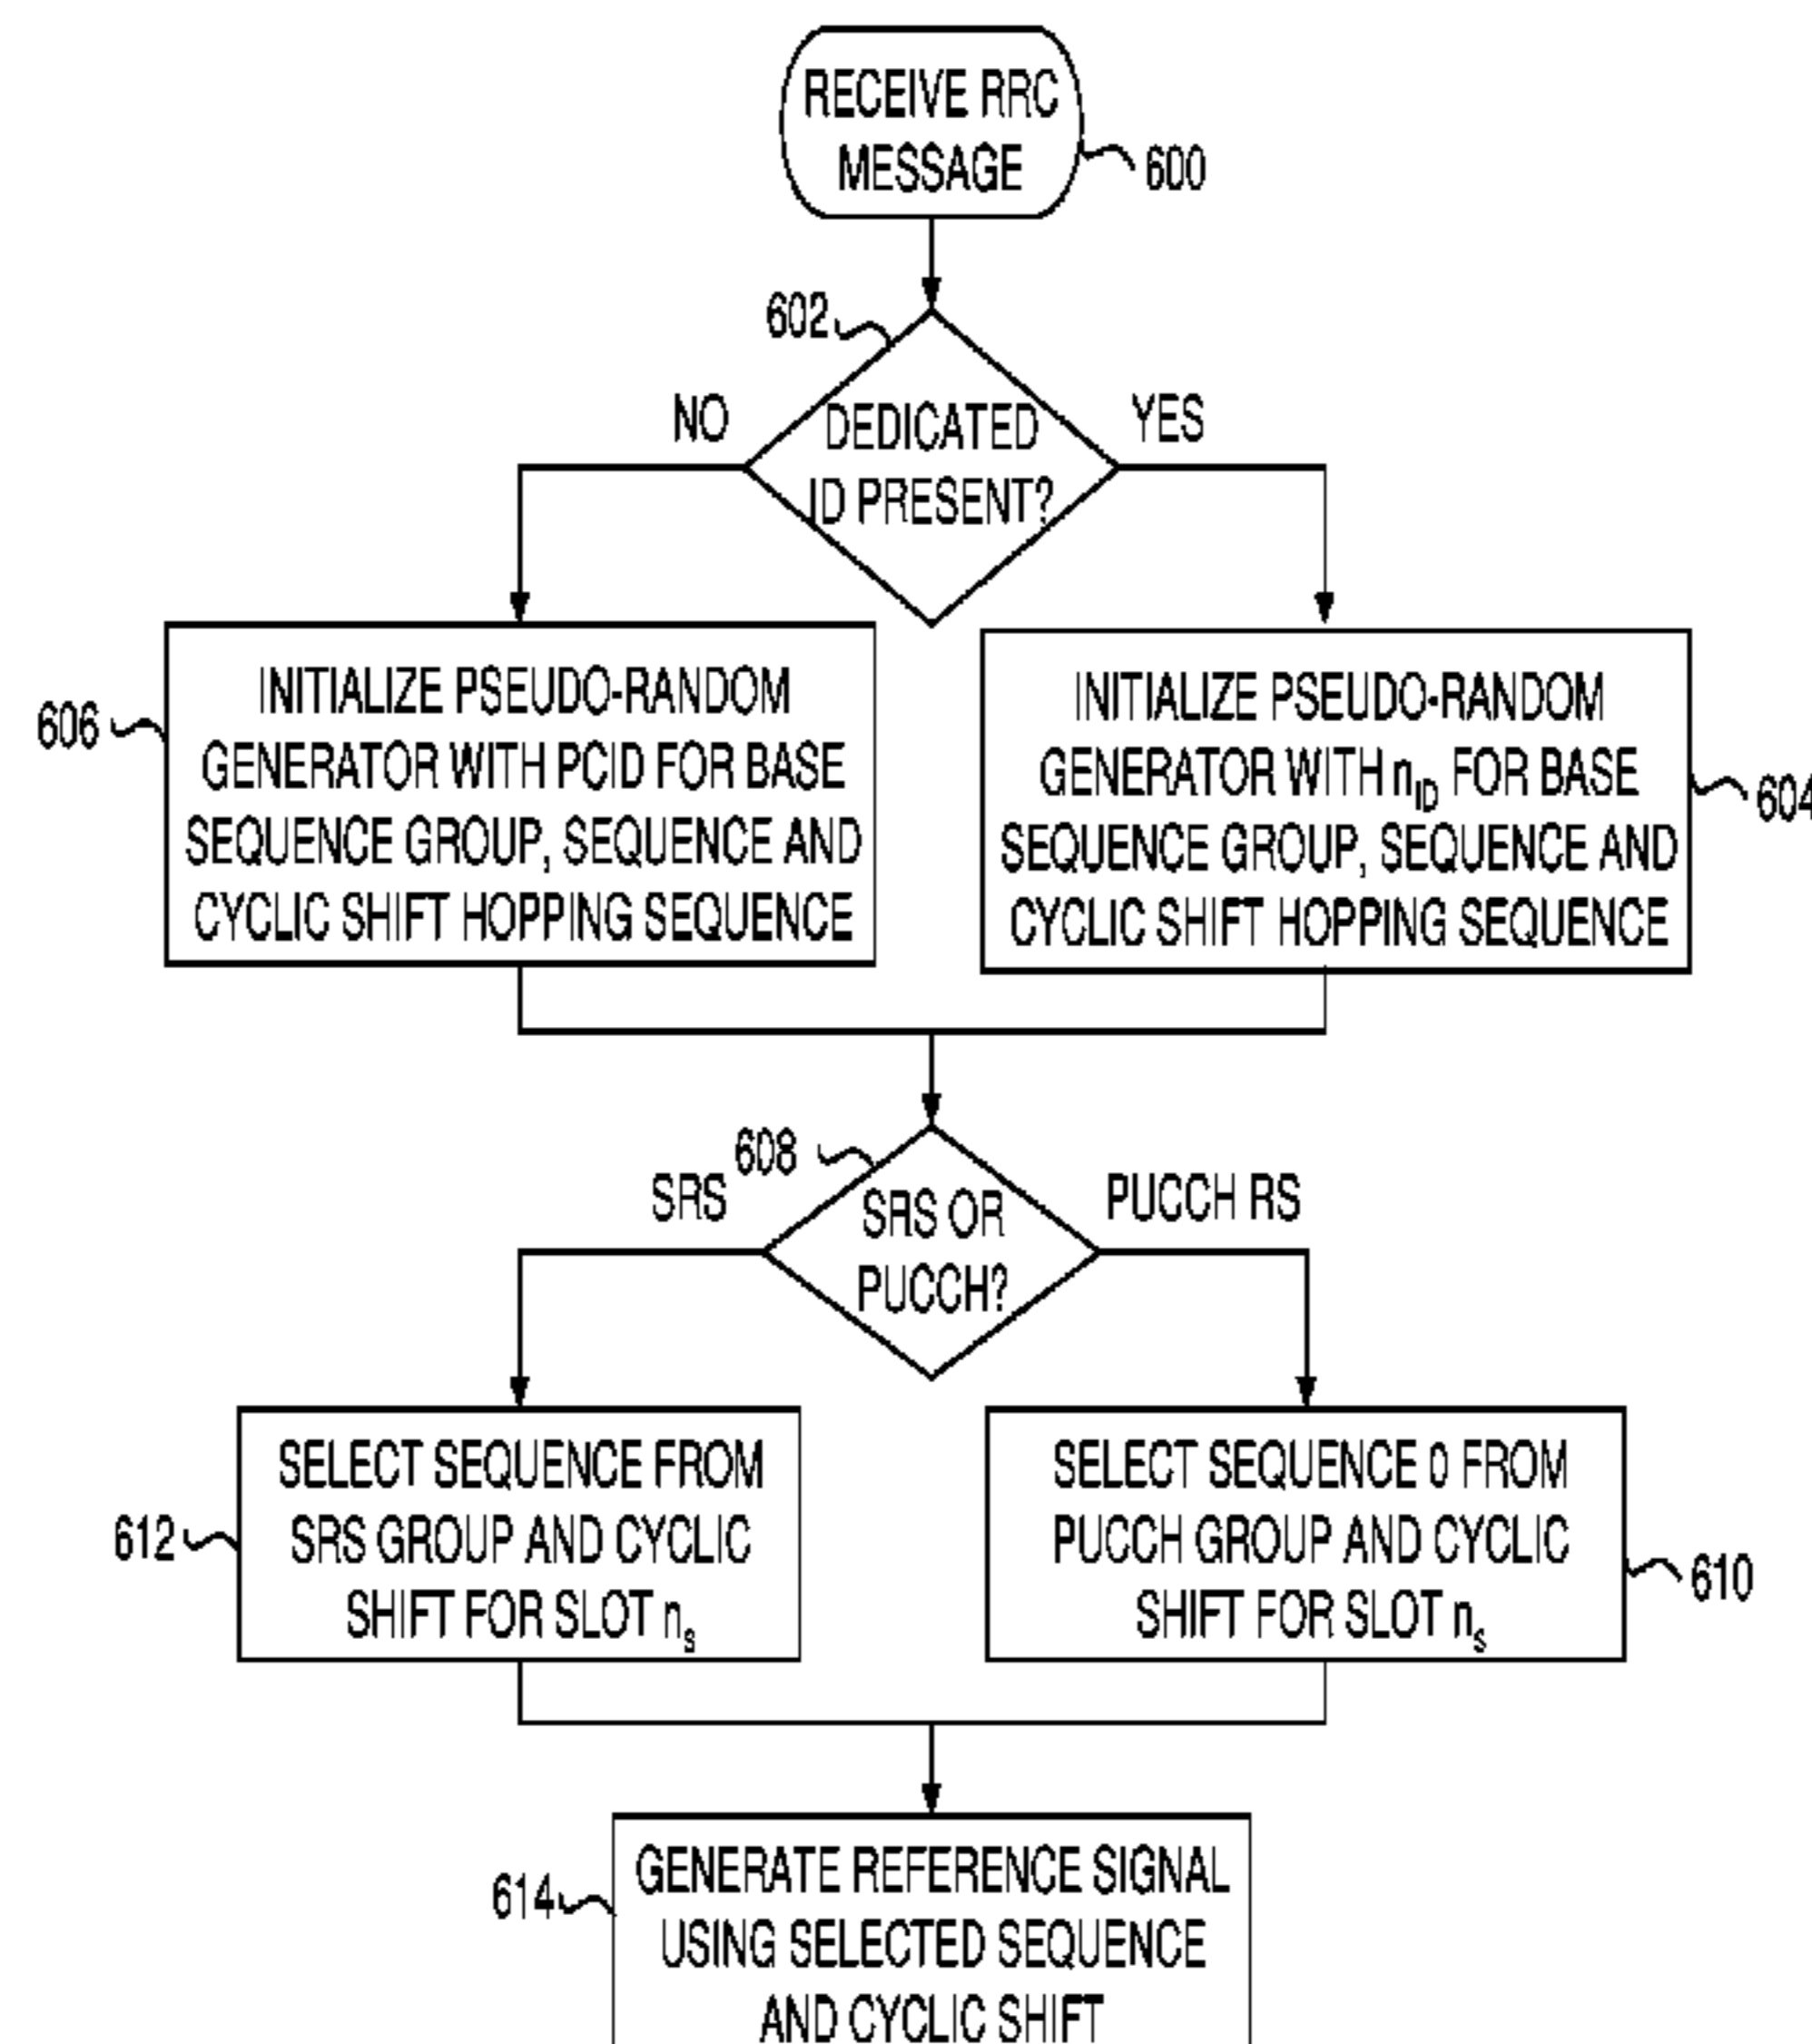 RECEIVE RRC
MESSAGE
600
602
NO
YES
DEDICATED
ID PRESENT?
606
INITIALIZE PSEUDO-RANDOM
GENERATOR WITH PCID FOR BASE
SEQUENCE GROUP, SEQUENCE AND
CYCLIC SHIFT HOPPING SEQUENCE
INITIALIZE PSEUDO-RANDOM
GENERATOR WITH nID FOR BASE
SEQUENCE GROUP, SEQUENCE AND
CYCLIC SHIFT HOPPING SEQUENCE
604
608
SRS
PUCCH RS
SRS OR
PUCCH?
612
SELECT SEQUENCE FROM
SRS GROUP AND CYCLIC
SHIFT FOR SLOT ns
SELECT SEQUENCE 0 FROM
PUCCH GROUP AND CYCLIC
SHIFT FOR SLOT ns
610
614
GENERATE REFERENCE SIGNAL
USING SELECTED SEQUENCE
AND CYCLIC SHIFT